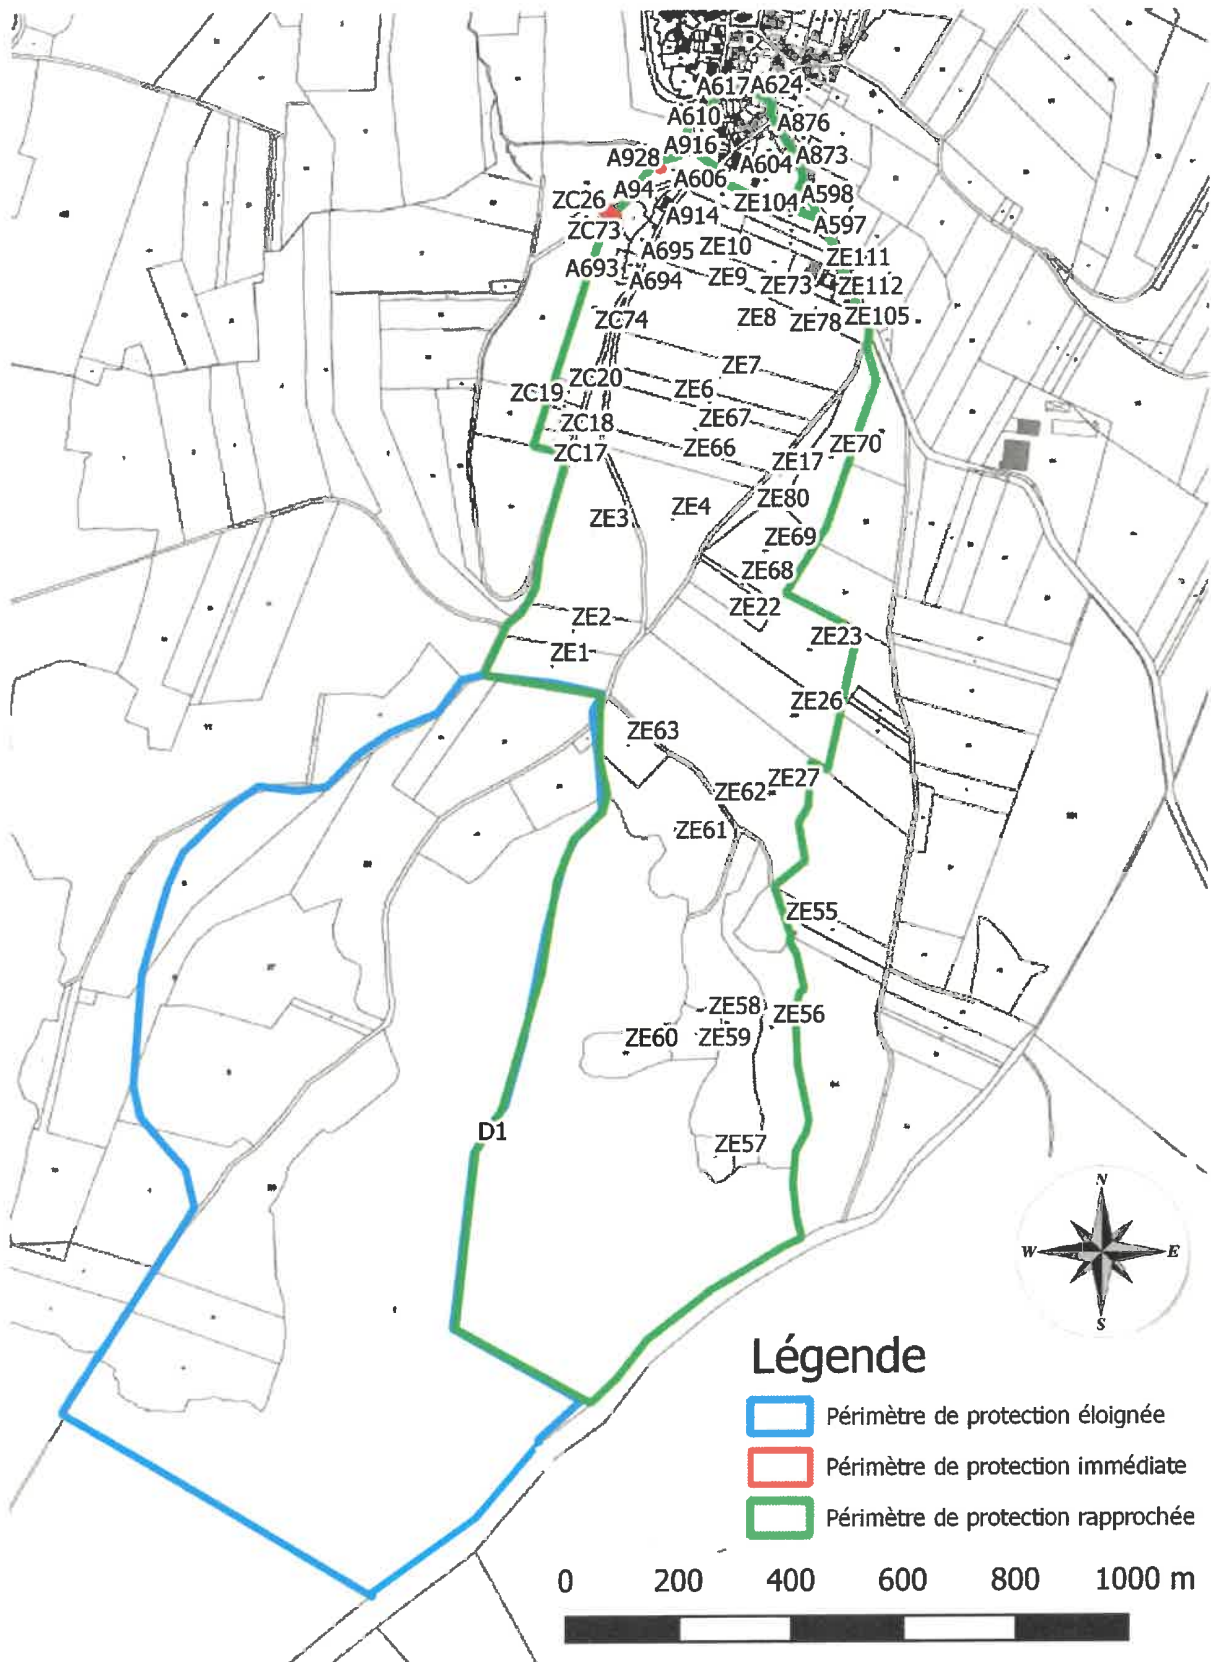 A617 A624
A610
A876
A916
A928
A604
A873
A606
A94
ZC26
A598
ZE104
A914
ZC73
A597
A695
ZE10
ZE111
A693
ZE9
A694
ZE73
ZE112
ZE8
ZE78
ZE105
ZC74
ZE7
ZC20
ZC19
ZE6
ZE67
ZC18
ZE66
ZE70
ZC17
ZE17
ZE80
ZE4
ZE3
ZE69
ZE68
ZE22
ZE2
ZE23
ZE1
ZE26
ZE63
ZE27
ZE62
ZE61
ZE55
ZE58
ZE56
ZE60
ZE59
D1
ZE57
N
W E
S
Légende
Périmètre de protection éloignée
Périmètre de protection immédiate
Périmètre de protection rapprochée
0 200 400 600 800 1000 m